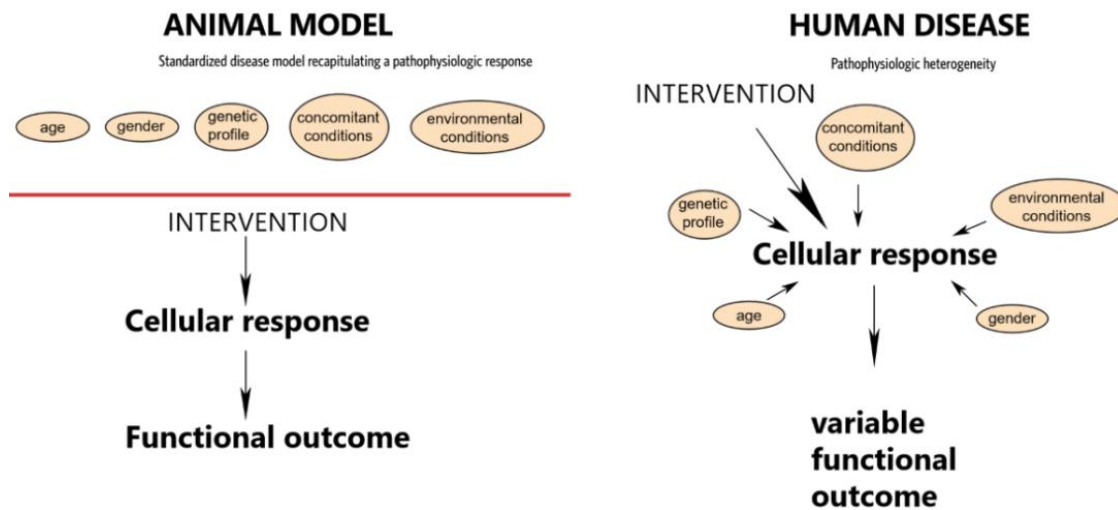 ANIMAL MODEL
Standardized disease model recapitulating a pathophysiologic response
age
gender
genetic
profile
concomitant
conditions
environmental
conditions
INTERVENTION
Cellular response
Functional outcome
HUMAN DISEASE
Pathophysiologic heterogeneity
INTERVENTION
concomitant
conditions
genetic
profile
environmental
conditions
Cellular response
age
gender
variable
functional
outcome